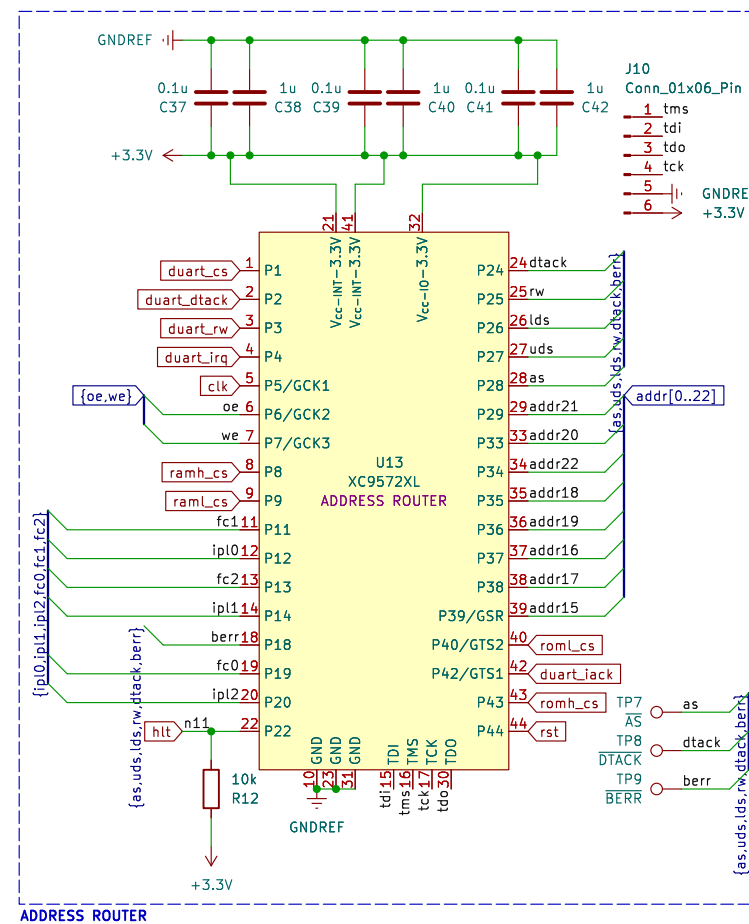 GNDREF
0.1u
C37
1u
C38
0.1u
C39
1u
C40
0.1u
C41
1u
C42
+3.3V
J10
Conn_01x06_Pin
1 tms
2 tdi
3 tdo
4 tck
5 GNDRE
6 +3.3V
21 Vcc-INT-3.3V
41 Vcc-INT-3.3V
32 Vcc-IO-3.3V
duart_cs 1 P1
duart_dtack 2 P2
duart_rw 3 P3
duart_irq 4 P4
clk 5 P5/GCK1
{oe,we}
oe 6 P6/GCK2
we 7 P7/GCK3
ramh_cs 8 P8
raml_cs 9 P9
fc1 11 P11
ipl0 12 P12
fc2 13 P13
ipl1 14 P14
berr 18 P18
fc0 19 P19
ipl2 20 P20
hlt n11 22 P22
{ipl0,ipl1,ipl2,fc0,fc1,fc2}
{as,uds,lds,rw,dtack,berr}
U13
XC9572XL
ADDRESS ROUTER
P24 24 dtack
P25 25 rw
P26 26 lds
P27 27 uds
P28 28 as
P29 29 addr21
P33 33 addr20
P34 34 addr22
P35 35 addr18
P36 36 addr19
P37 37 addr16
P38 38 addr17
P39/GSR 39 addr15
P40/GTS2 40 roml_cs
P42/GTS1 42 duart_iack
P43 43 romh_cs
P44 44 rst
{as,uds,lds,rw,dtack,berr}
addr[0..22]
GND 10
GND 23
GND 31
GNDREF
TDI 15 tdi
TMS 16 tms
TCK 17 tck
TDO 30 tdo
10k
R12
+3.3V
TP7 as
AS
TP8 dtack
DTACK
TP9 berr
BERR
{as,uds,lds,rw,dtack,berr}
ADDRESS ROUTER